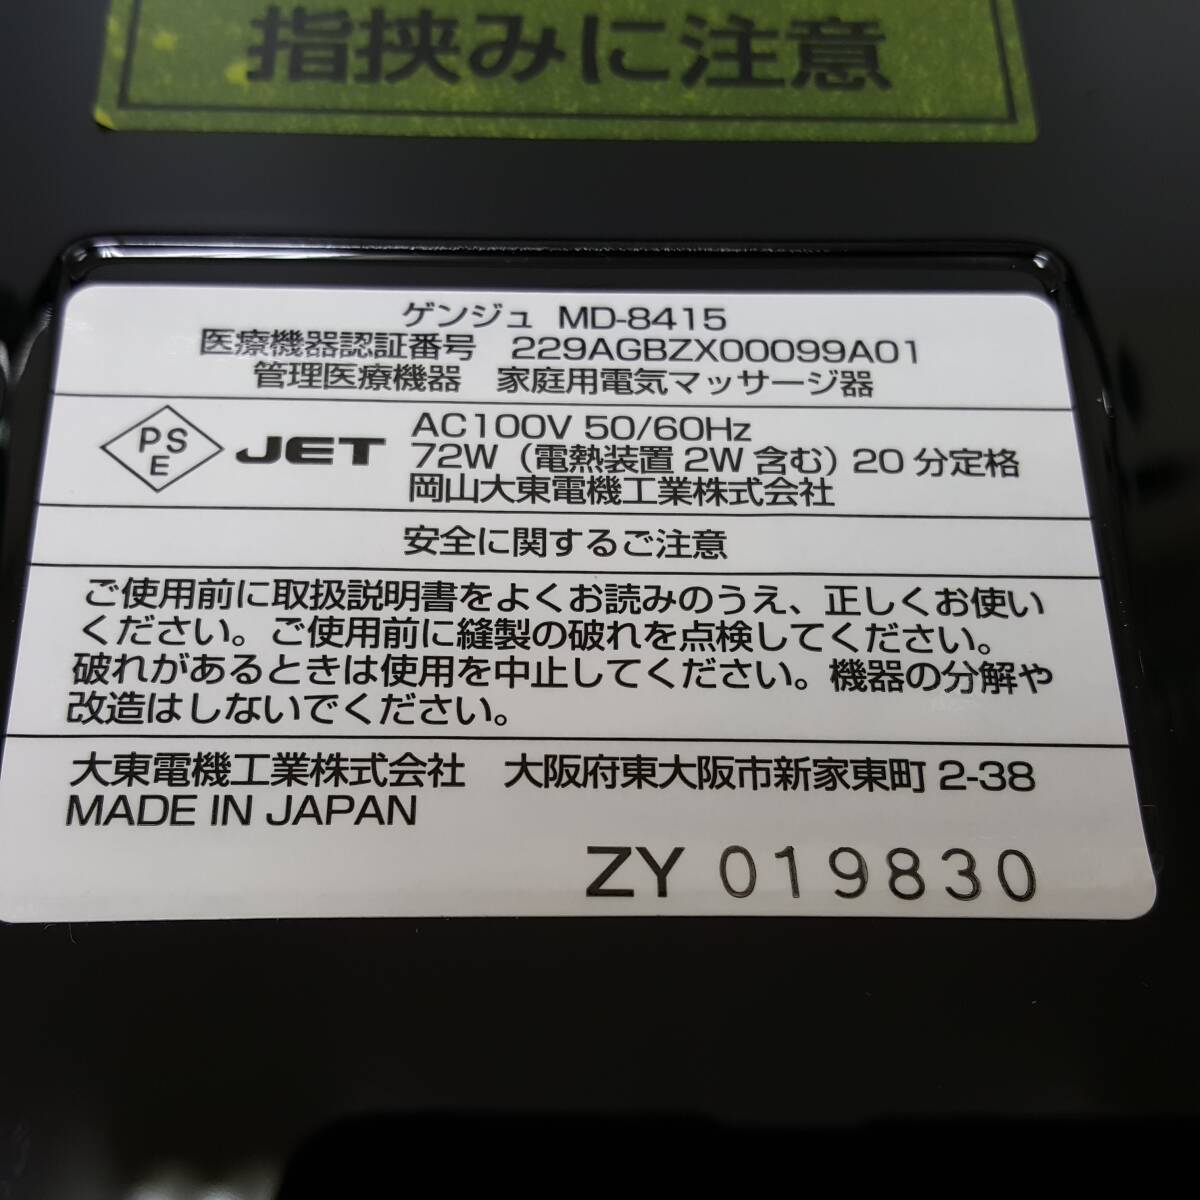 指挟みに注意
ゲンジュ MD-8415
医療機器認証番号 229AGBZX00099A01
管理医療機器 家庭用電気マッサージ器
PS
E
JET
AC100V 50/60Hz
72W（電熱装置 2W 含む）20 分定格
岡山大東電機工業株式会社
安全に関するご注意
ご使用前に取扱説明書をよくお読みのうえ、正しくお使い
ください。ご使用前に縫製の破れを点検してください。
破れがあるときは使用を中止してください。機器の分解や
改造はしないでください。
大東電機工業株式会社 大阪府東大阪市新家東町 2-38
MADE IN JAPAN
ZY 019830